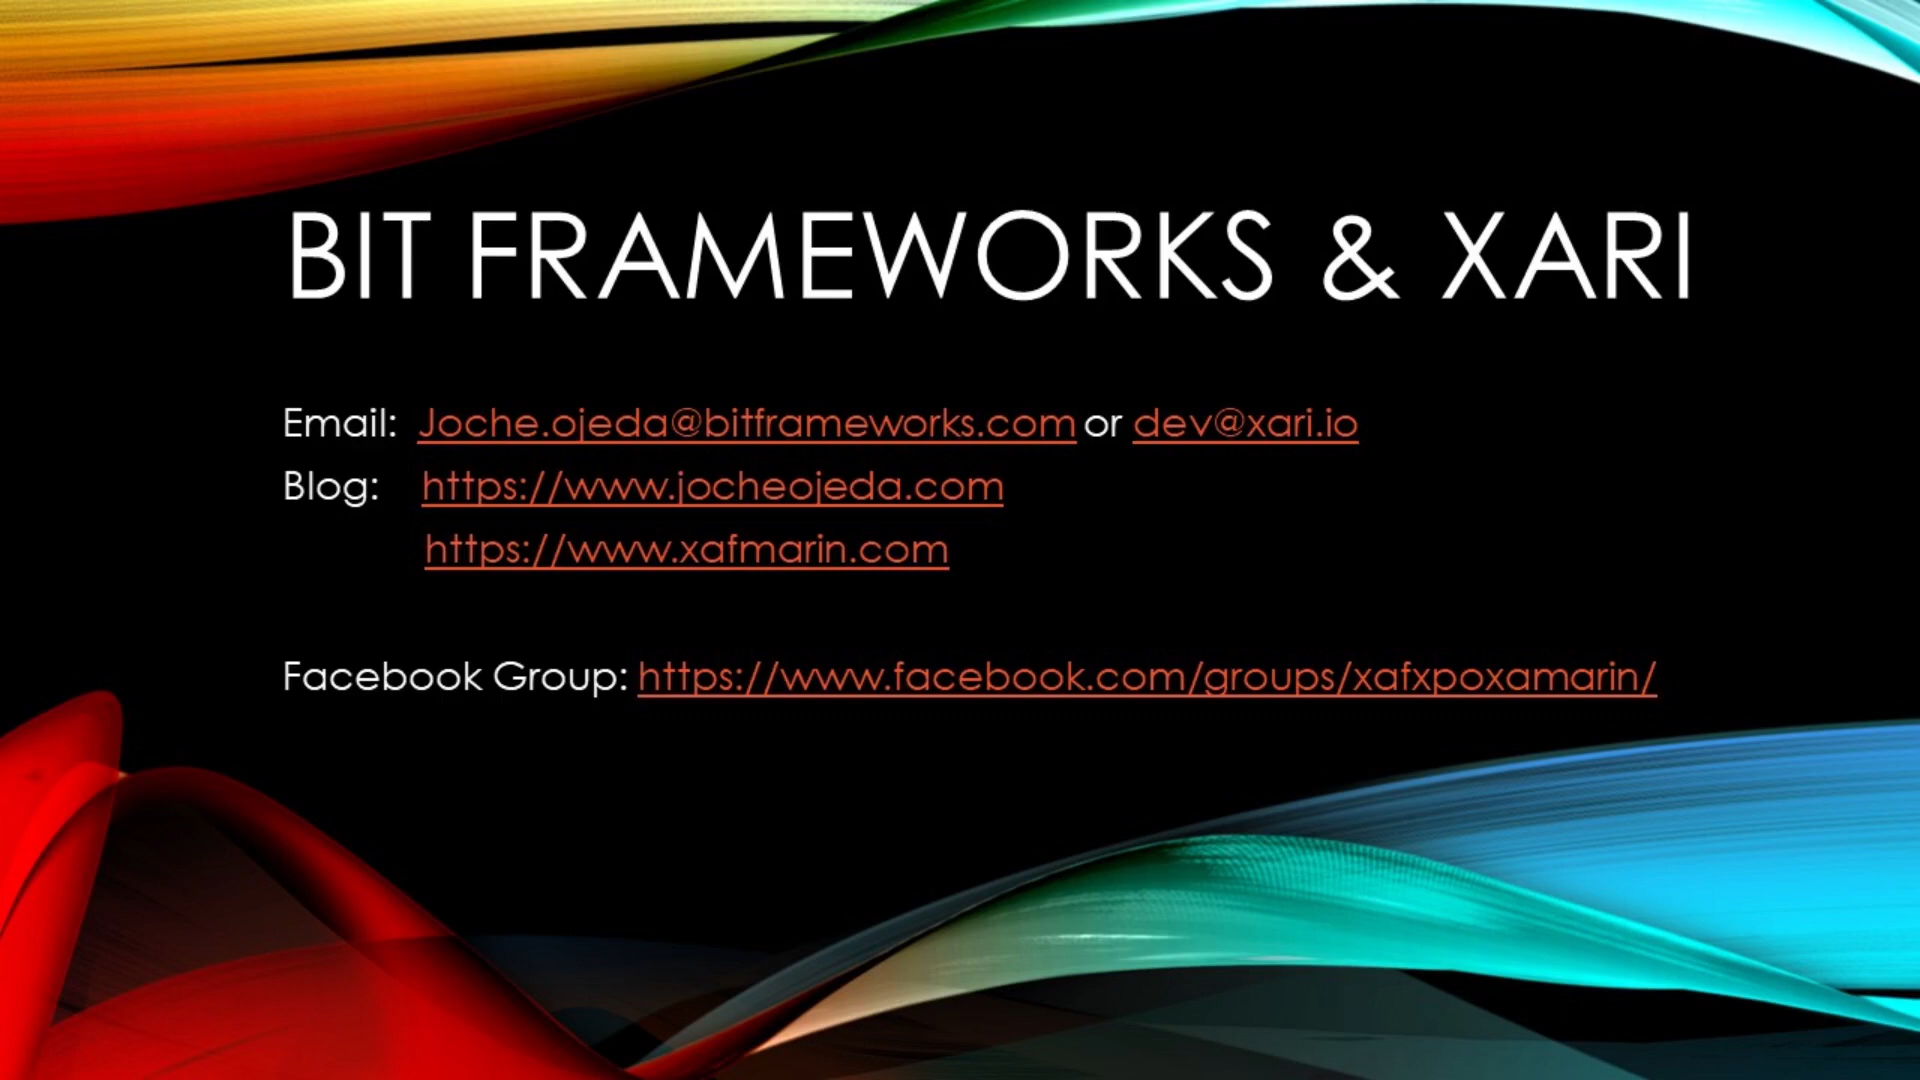 BIT FRAMEWORKS & XARI
Email: Joche.ojeda@bitframeworks.com or dev@xari.io
Blog: https://www.jocheojeda.com
https://www.xafmarin.com
Facebook Group: https://www.facebook.com/groups/xafxpoxamarin/